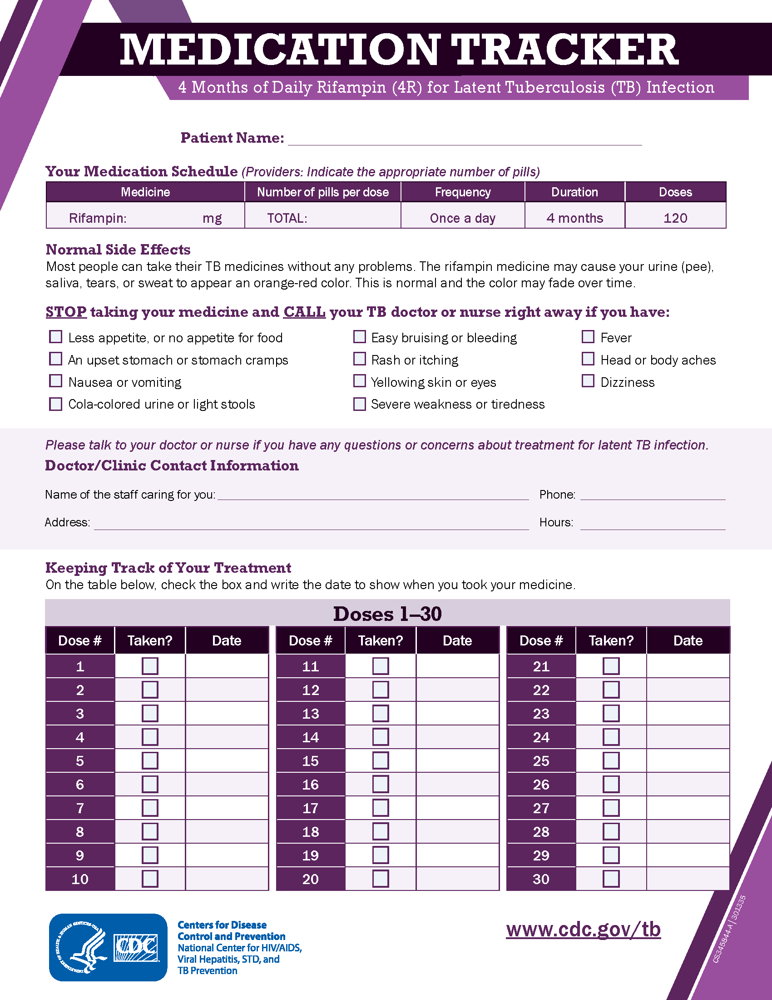 MEDICATION TRACKER
4 Months of Daily Rifampin (4R) for Latent Tuberculosis (TB) Infection
Patient Name:
Your Medication Schedule (Providers: Indicate the appropriate number of pills)
Medicine Number of pills per dose Frequency Duration Doses
Rifampin: mg TOTAL: Once a day 4 months 120
Normal Side Effects
Most people can take their TB medicines without any problems. The rifampin medicine may cause your urine (pee),
saliva, tears, or sweat to appear an orange-red color. This is normal and the color may fade over time.
STOP taking your medicine and CALL your TB doctor or nurse right away if you have:
Less appetite, or no appetite for food
An upset stomach or stomach cramps
Nausea or vomiting
Cola-colored urine or light stools
Easy bruising or bleeding
Rash or itching
Yellowing skin or eyes
Severe weakness or tiredness
Fever
Head or body aches
Dizziness
Please talk to your doctor or nurse if you have any questions or concerns about treatment for latent TB infection.
Doctor/Clinic Contact Information
Name of the staff caring for you: Phone:
Address: Hours:
Keeping Track of Your Treatment
On the table below, check the box and write the date to show when you took your medicine.
Doses 1–30
Dose # Taken? Date Dose # Taken? Date Dose # Taken? Date
1 11 21
2 12 22
3 13 23
4 14 24
5 15 25
6 16 26
7 17 27
8 18 28
9 19 29
10 20 30
DEPARTMENT OF HEALTH & HUMAN SERVICES·USA
CDC
Centers for Disease
Control and Prevention
National Center for HIV/AIDS,
Viral Hepatitis, STD, and
TB Prevention
www.cdc.gov/tb
CS345844-A | 301335